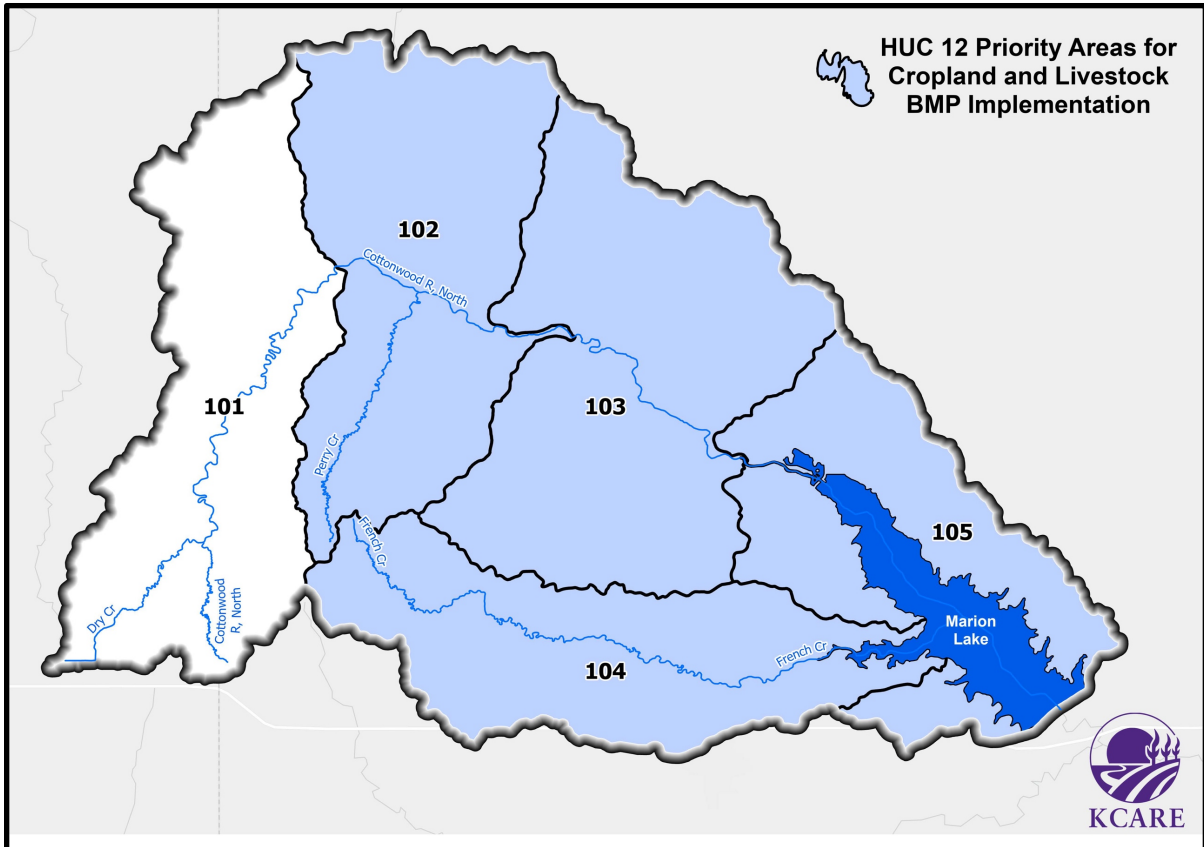 HUC 12 Priority Areas for
Cropland and Livestock
BMP Implementation
102
Cottonwood R, North
101
103
Perry Cr
French Cr
105
Dry Cr
Cottonwood
R, North
Marion
Lake
French Cr
104
KCARE